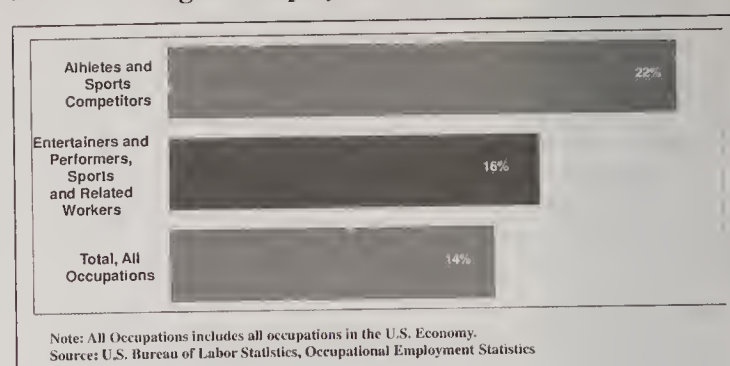 Athletes and
Sports
Competitors
22%
Entertainers and
Performers,
Sports
and Related
Workers
16%
Total, All
Occupations
14%
Note: All Occupations includes all occupations in the U.S. Economy.
Source: U.S. Bureau of Labor Statistics, Occupational Employment Statistics